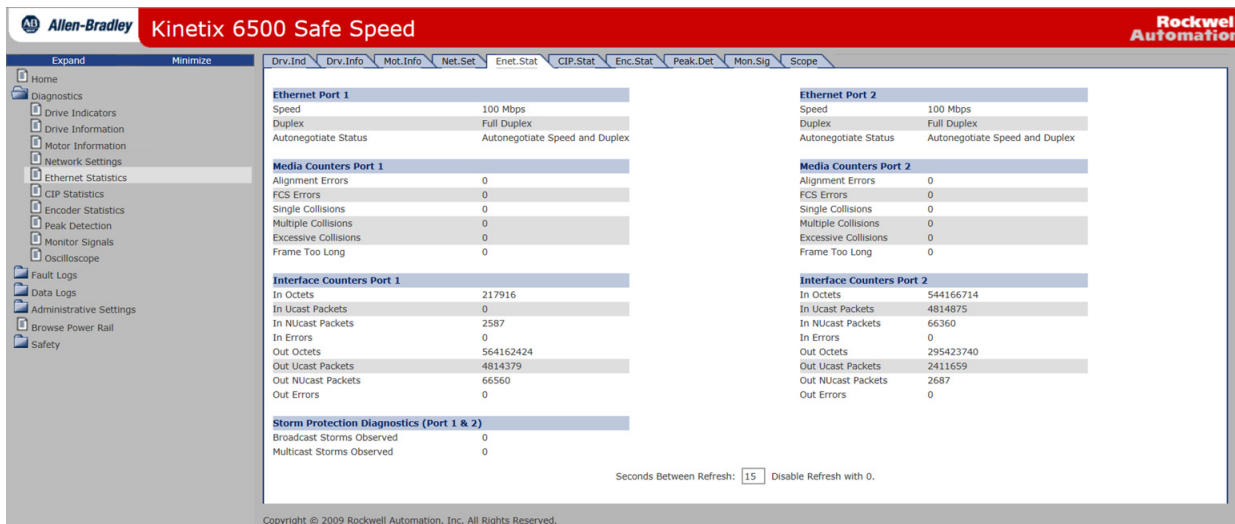 AB Allen-Bradley Kinetix 6500 Safe Speed Rockwell Automation
Expand Minimize
Home
Diagnostics
Drive Indicators
Drive Information
Motor Information
Network Settings
Ethernet Statistics
CIP Statistics
Encoder Statistics
Peak Detection
Monitor Signals
Oscilloscope
Fault Logs
Data Logs
Administrative Settings
Browse Power Rail
Safety
Drv.Ind Drv.Info Mot.Info Net.Set Enet.Stat CIP.Stat Enc.Stat Peak.Det Mon.Sig Scope
Ethernet Port 1
Speed 100 Mbps
Duplex Full Duplex
Autonegotiate Status Autonegotiate Speed and Duplex
Media Counters Port 1
Alignment Errors 0
FCS Errors 0
Single Collisions 0
Multiple Collisions 0
Excessive Collisions 0
Frame Too Long 0
Interface Counters Port 1
In Octets 217916
In Ucast Packets 0
In NUcast Packets 2587
In Errors 0
Out Octets 564162424
Out Ucast Packets 4814379
Out NUcast Packets 66560
Out Errors 0
Storm Protection Diagnostics (Port 1 & 2)
Broadcast Storms Observed 0
Multicast Storms Observed 0
Ethernet Port 2
Speed 100 Mbps
Duplex Full Duplex
Autonegotiate Status Autonegotiate Speed and Duplex
Media Counters Port 2
Alignment Errors 0
FCS Errors 0
Single Collisions 0
Multiple Collisions 0
Excessive Collisions 0
Frame Too Long 0
Interface Counters Port 2
In Octets 544166714
In Ucast Packets 4814875
In NUcast Packets 66360
In Errors 0
Out Octets 295423740
Out Ucast Packets 2411659
Out NUcast Packets 2687
Out Errors 0
Seconds Between Refresh: 15 Disable Refresh with 0.
Copyright © 2009 Rockwell Automation, Inc. All Rights Reserved.